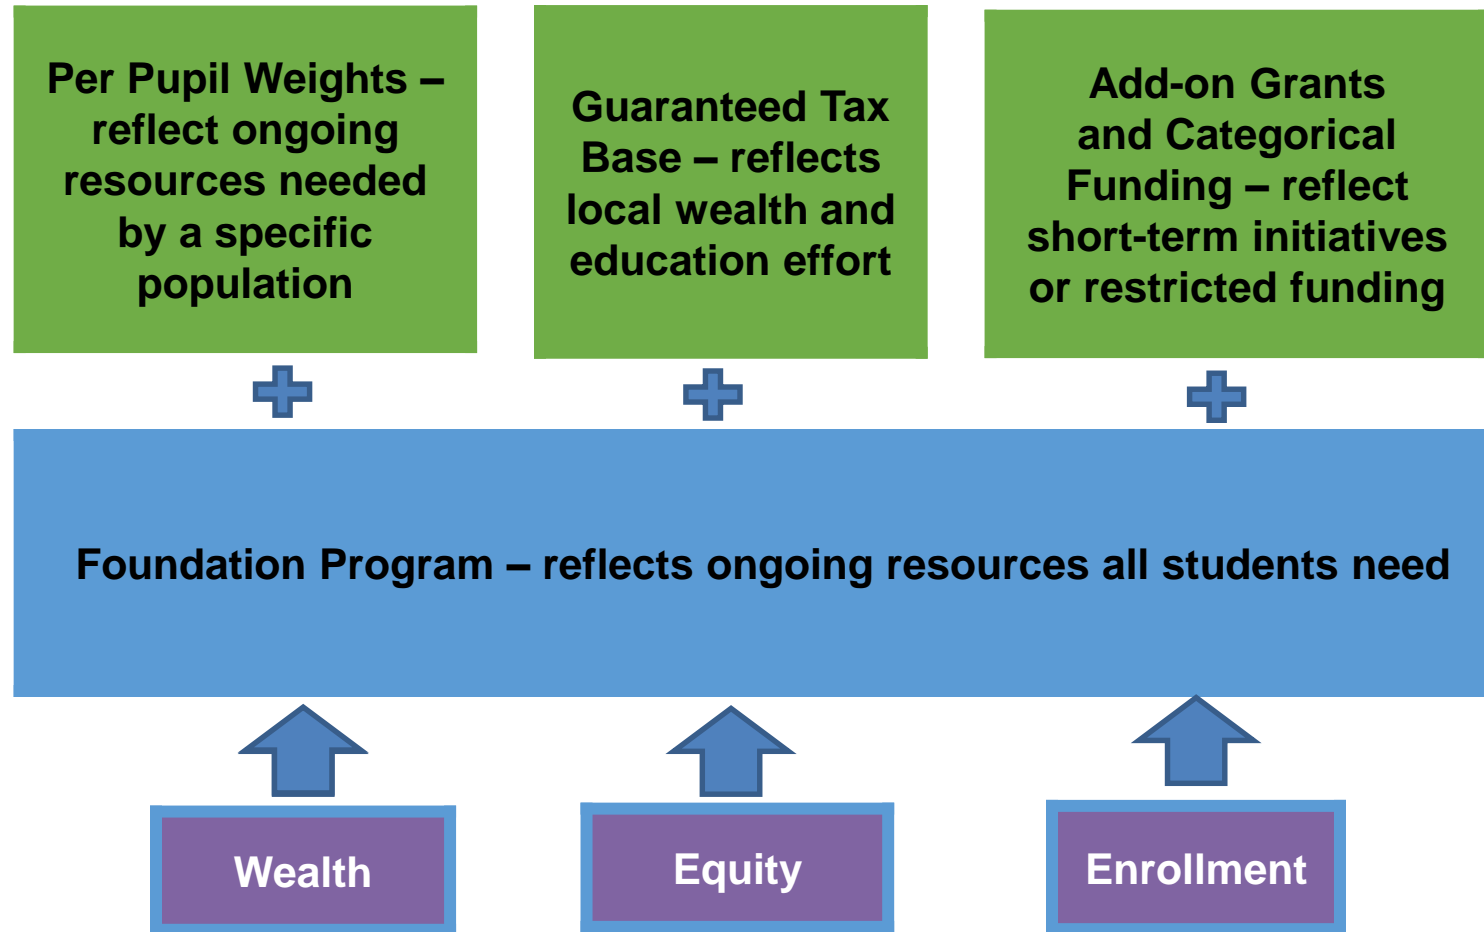 Per Pupil Weights –
reflect ongoing
resources needed
by a specific
population
Guaranteed Tax
Base – reflects
local wealth and
education effort
Add-on Grants
and Categorical
Funding – reflect
short-term initiatives
or restricted funding
Foundation Program – reflects ongoing resources all students need
Wealth
Equity
Enrollment